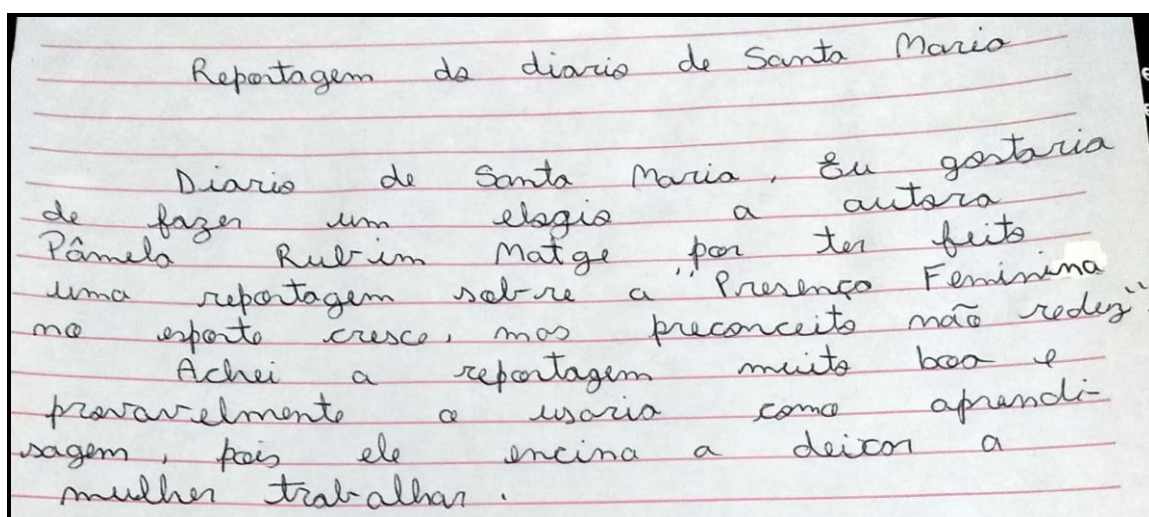 Reportagem do diario de Santa Maria
Diario de Santa Maria, Eu gostaria
de fazer um elogio a autora
Pâmela Rubim Matge por ter feito
uma reportagem sobre a "Presença Feminina
no esporte cresce, mas preconceito não redez".
Achei a reportagem muito boa e
provavelmente a usaria como aprendi-
sagem, pois ele encina a deixar a
mulher trabalhar.